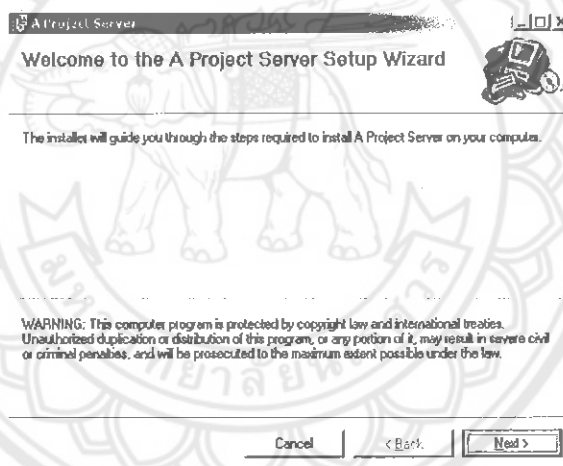 A Project Server
Welcome to the A Project Server Setup Wizard
The installer will guide you through the steps required to install A Project Server on your computer.
WARNING: This computer program is protected by copyright law and international treaties.
Unauthorized duplication or distribution of this program, or any portion of it, may result in severe civil
or criminal penalties, and will be prosecuted to the maximum extent possible under the law.
Cancel
< Back
Next >